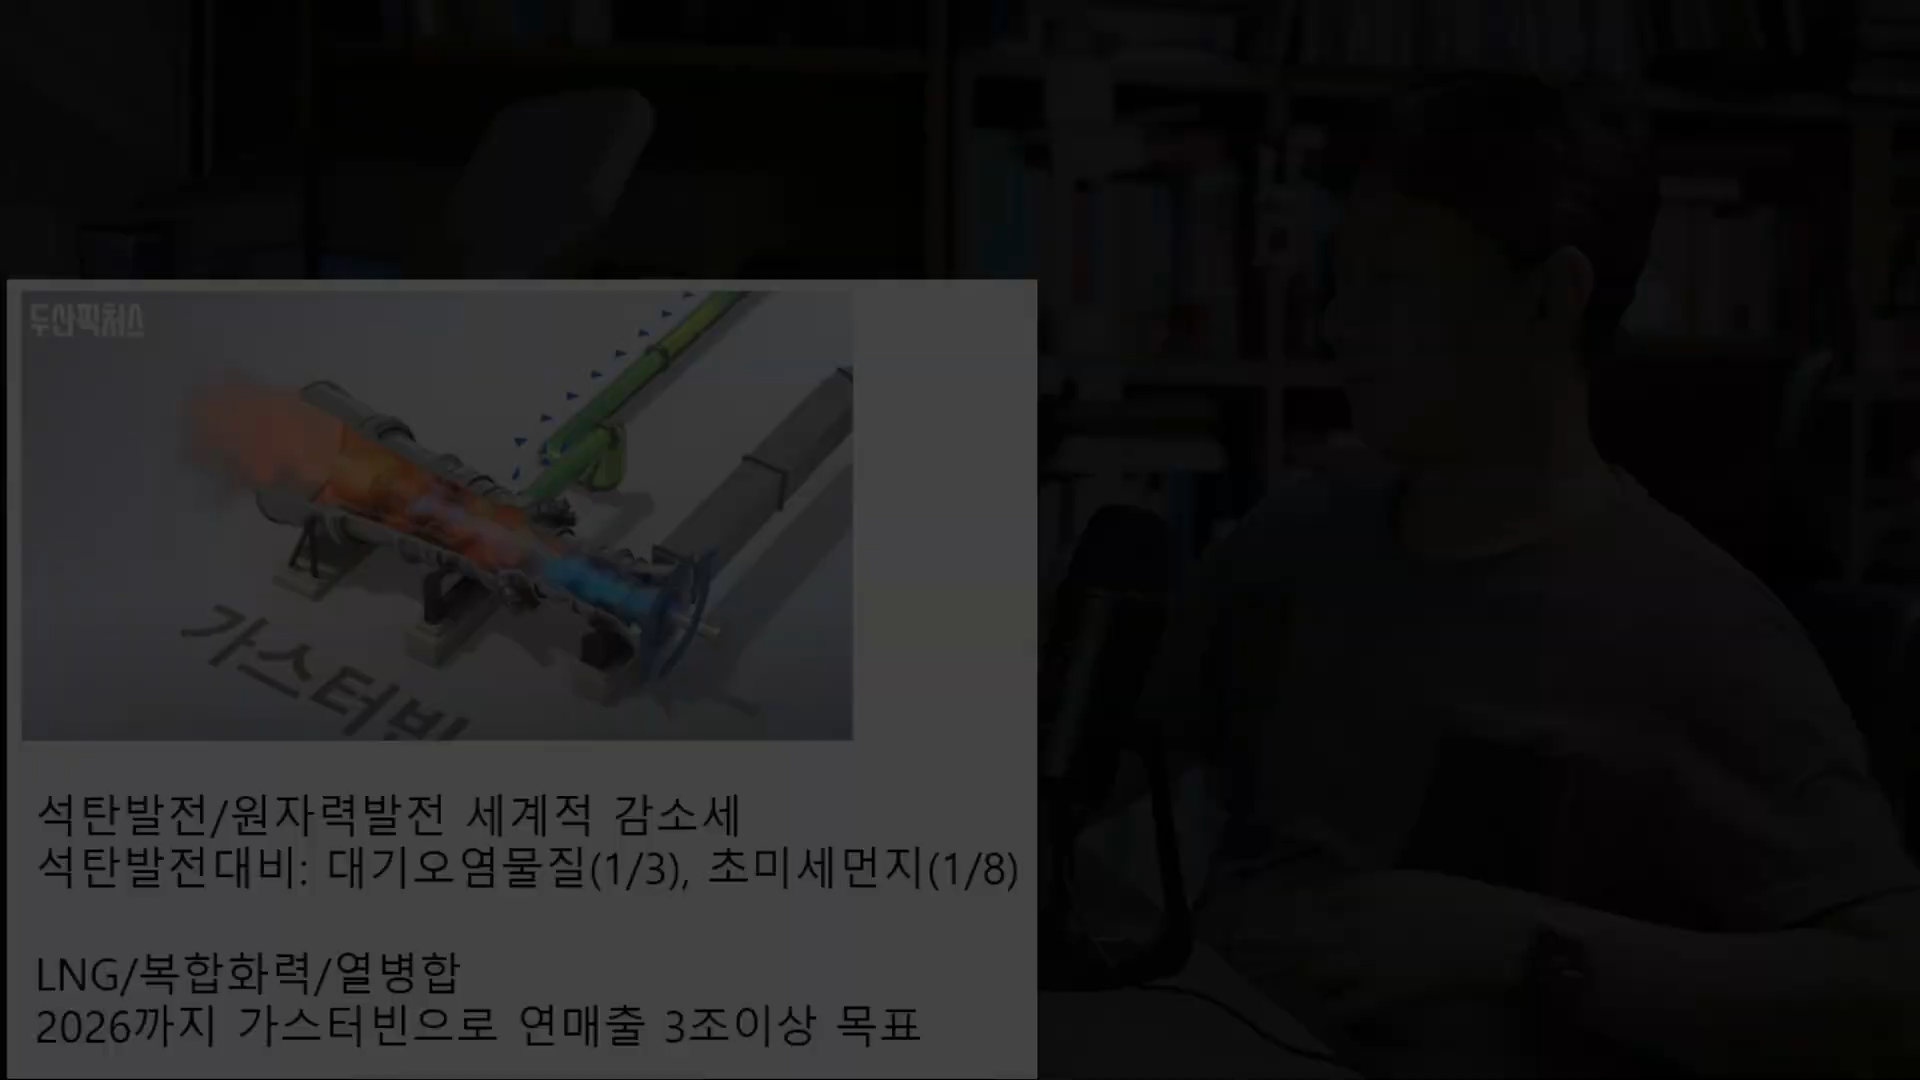 두산픽처스
가스터빈
석탄발전/원자력발전 세계적 감소세
석탄발전대비: 대기오염물질(1/3), 초미세먼지(1/8)
LNG/복합화력/열병합
2026까지 가스터빈으로 연매출 3조이상 목표